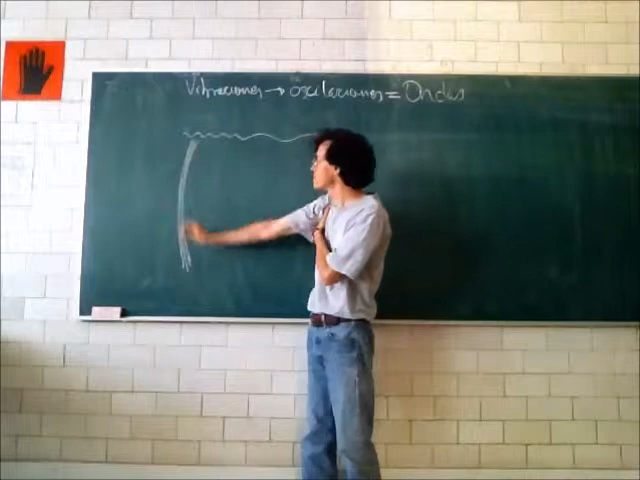 Vibraciones → oscilaciones = Ondas